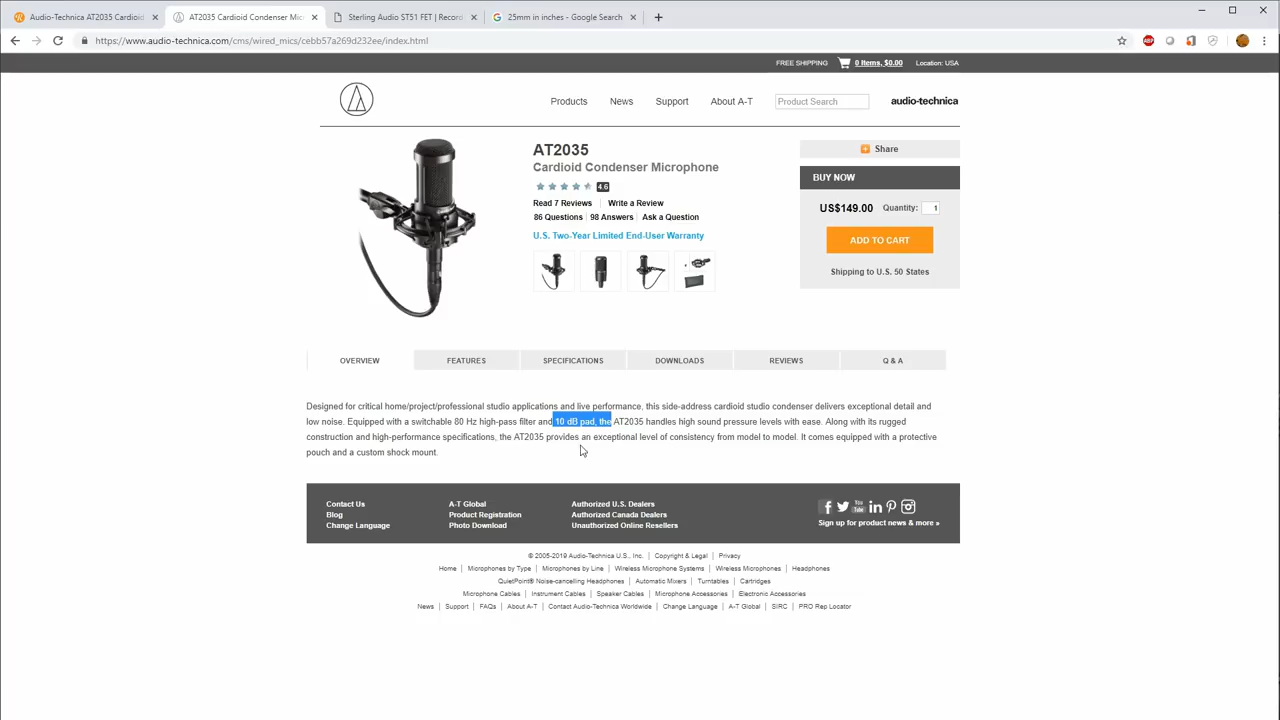 Audio-Technica AT2035 Cardioid
AT2035 Cardioid Condenser Mic
Sterling Audio ST51 FET | Reco
25mm in inches - Google Search
https://www.audio-technica.com/cms/wired_mics/cebb57a269d232ee/index.html
ABP
FREE SHIPPING
0 Items, $0.00
Location: USA
Products
News
Support
About A-T
Product Search
audio-technica
AT2035
Cardioid Condenser Microphone
4.6
Read 7 Reviews | Write a Review
86 Questions | 98 Answers | Ask a Question
U.S. Two-Year Limited End-User Warranty
Share
BUY NOW
US$149.00 Quantity: 1
ADD TO CART
Shipping to U.S. 50 States
OVERVIEW
FEATURES
SPECIFICATIONS
DOWNLOADS
REVIEWS
Q & A
Designed for critical home/project/professional studio applications and live performance, this side-address cardioid studio condenser delivers exceptional detail and
low noise. Equipped with a switchable 80 Hz high-pass filter and 10 dB pad, the AT2035 handles high sound pressure levels with ease. Along with its rugged
construction and high-performance specifications, the AT2035 provides an exceptional level of consistency from model to model. It comes equipped with a protective
pouch and a custom shock mount.
Contact Us
Blog
Change Language
A-T Global
Product Registration
Photo Download
Authorized U.S. Dealers
Authorized Canada Dealers
Unauthorized Online Resellers
You Tube
Sign up for product news & more »
© 2005-2019 Audio-Technica U.S., Inc. | Copyright & Legal | Privacy
Home | Microphones by Type | Microphones by Line | Wireless Microphone Systems | Wireless Microphones | Headphones
QuietPoint® Noise-cancelling Headphones | Automatic Mixers | Turntables | Cartridges
Microphone Cables | Instrument Cables | Speaker Cables | Microphone Accessories | Electronic Accessories
News | Support | FAQs | About A-T | Contact Audio-Technica Worldwide | Change Language | A-T Global | SIRC | PRO Rep Locator